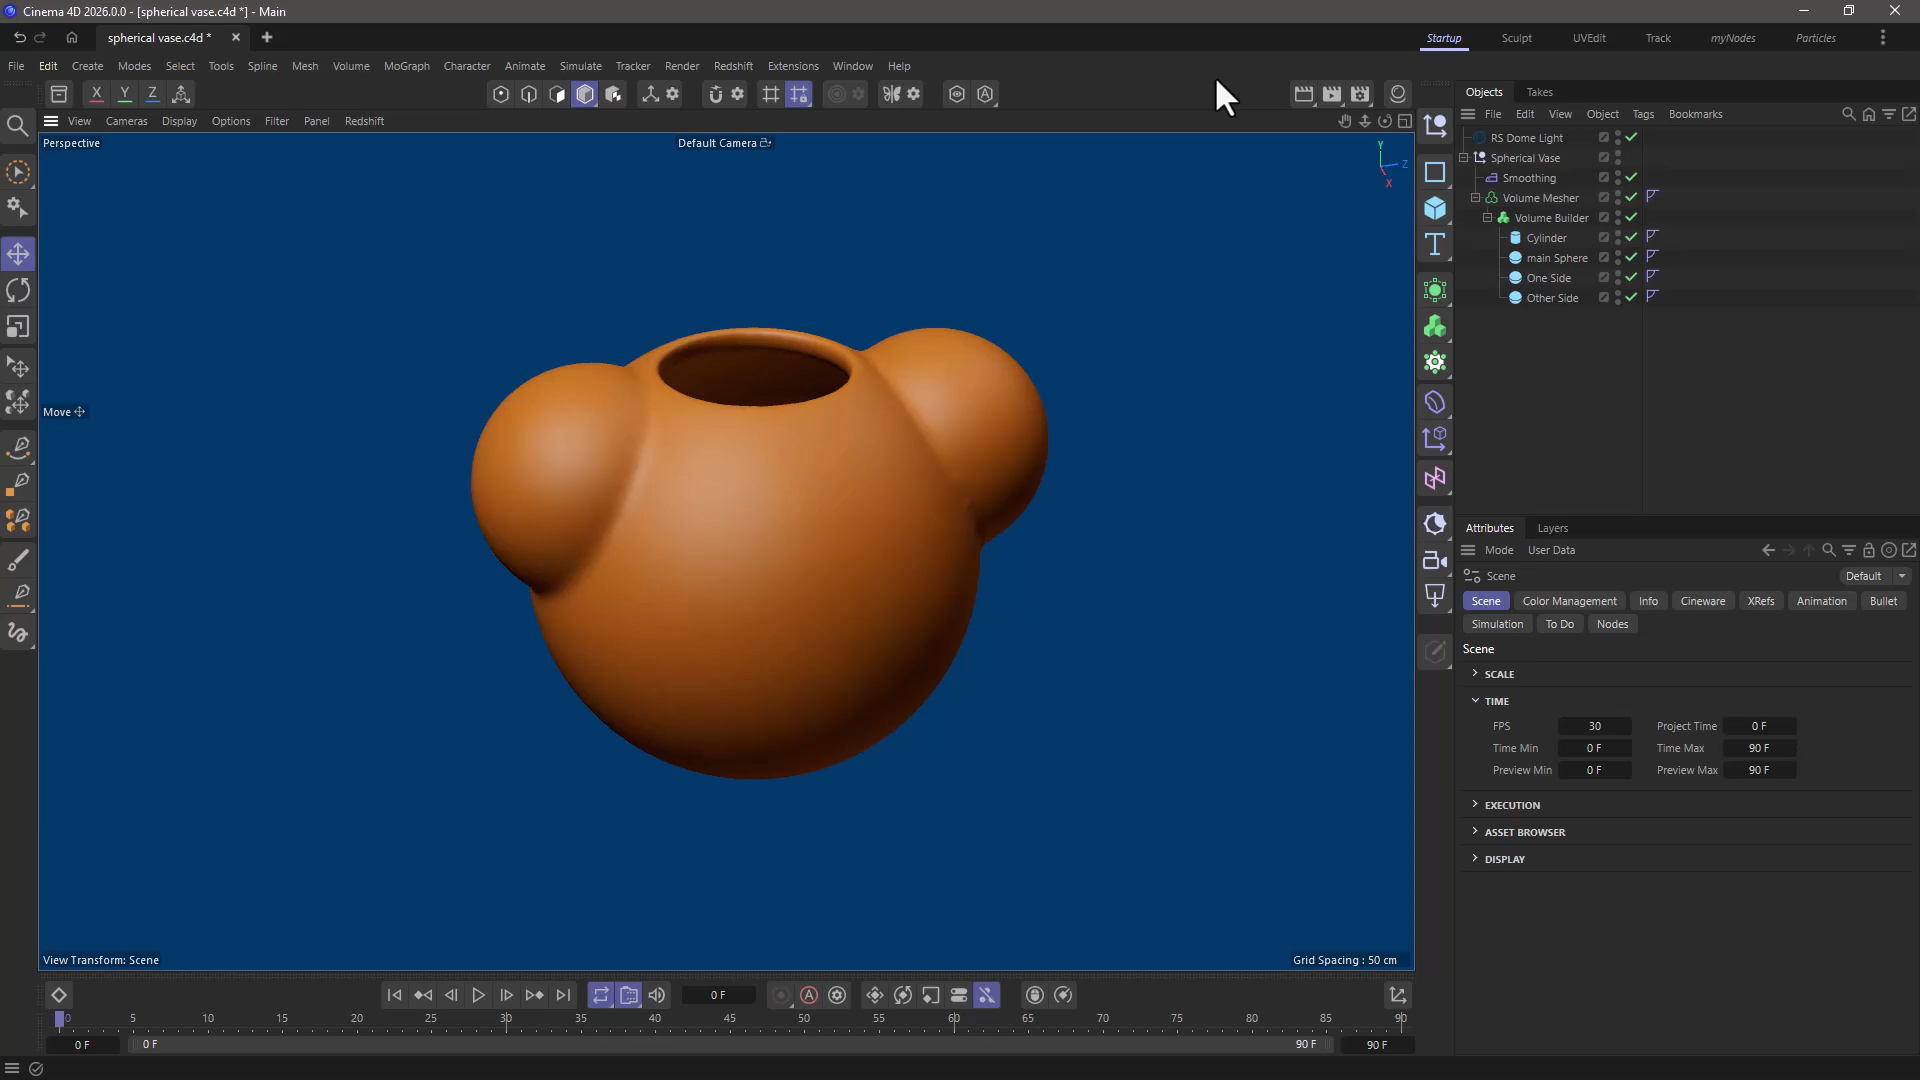 Cinema 4D 2026.0.0 - [spherical vase.c4d *] - Main
spherical vase.c4d *
Startup Sculpt UVEdit Track myNodes Particles
File Edit Create Modes Select Tools Spline Mesh Volume MoGraph Character Animate Simulate Tracker Render Redshift Extensions Window Help
X Y Z
Objects Takes
File Edit View Object Tags Bookmarks
View Cameras Display Options Filter Panel Redshift
Perspective
Default Camera
Y
Z
X
Move
RS Dome Light
Spherical Vase
Smoothing
Volume Mesher
Volume Builder
Cylinder
main Sphere
One Side
Other Side
Attributes Layers
Mode User Data
Scene Default
Scene Color Management Info Cineware XRefs Animation Bullet
Simulation To Do Nodes
Scene
SCALE
TIME
FPS 30 Project Time 0 F
Time Min 0 F Time Max 90 F
Preview Min 0 F Preview Max 90 F
EXECUTION
ASSET BROWSER
DISPLAY
View Transform: Scene
Grid Spacing : 50 cm
0 F
0 5 10 15 20 25 30 35 40 45 50 55 60 65 70 75 80 85 90
0 F 0 F 90 F 90 F